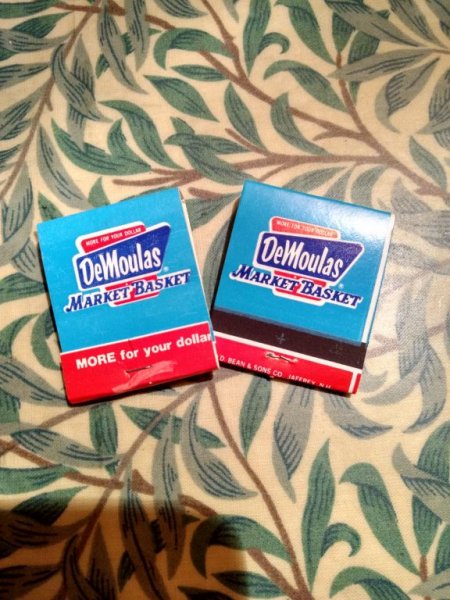 MORE FOR YOUR DOLLAR
DeMoulas
MARKET BASKET
MORE for your dollar
MORE FOR YOUR DOLLAR
DeMoulas
MARKET BASKET
D. BEAN & SONS CO. JAFFREY, N.H.